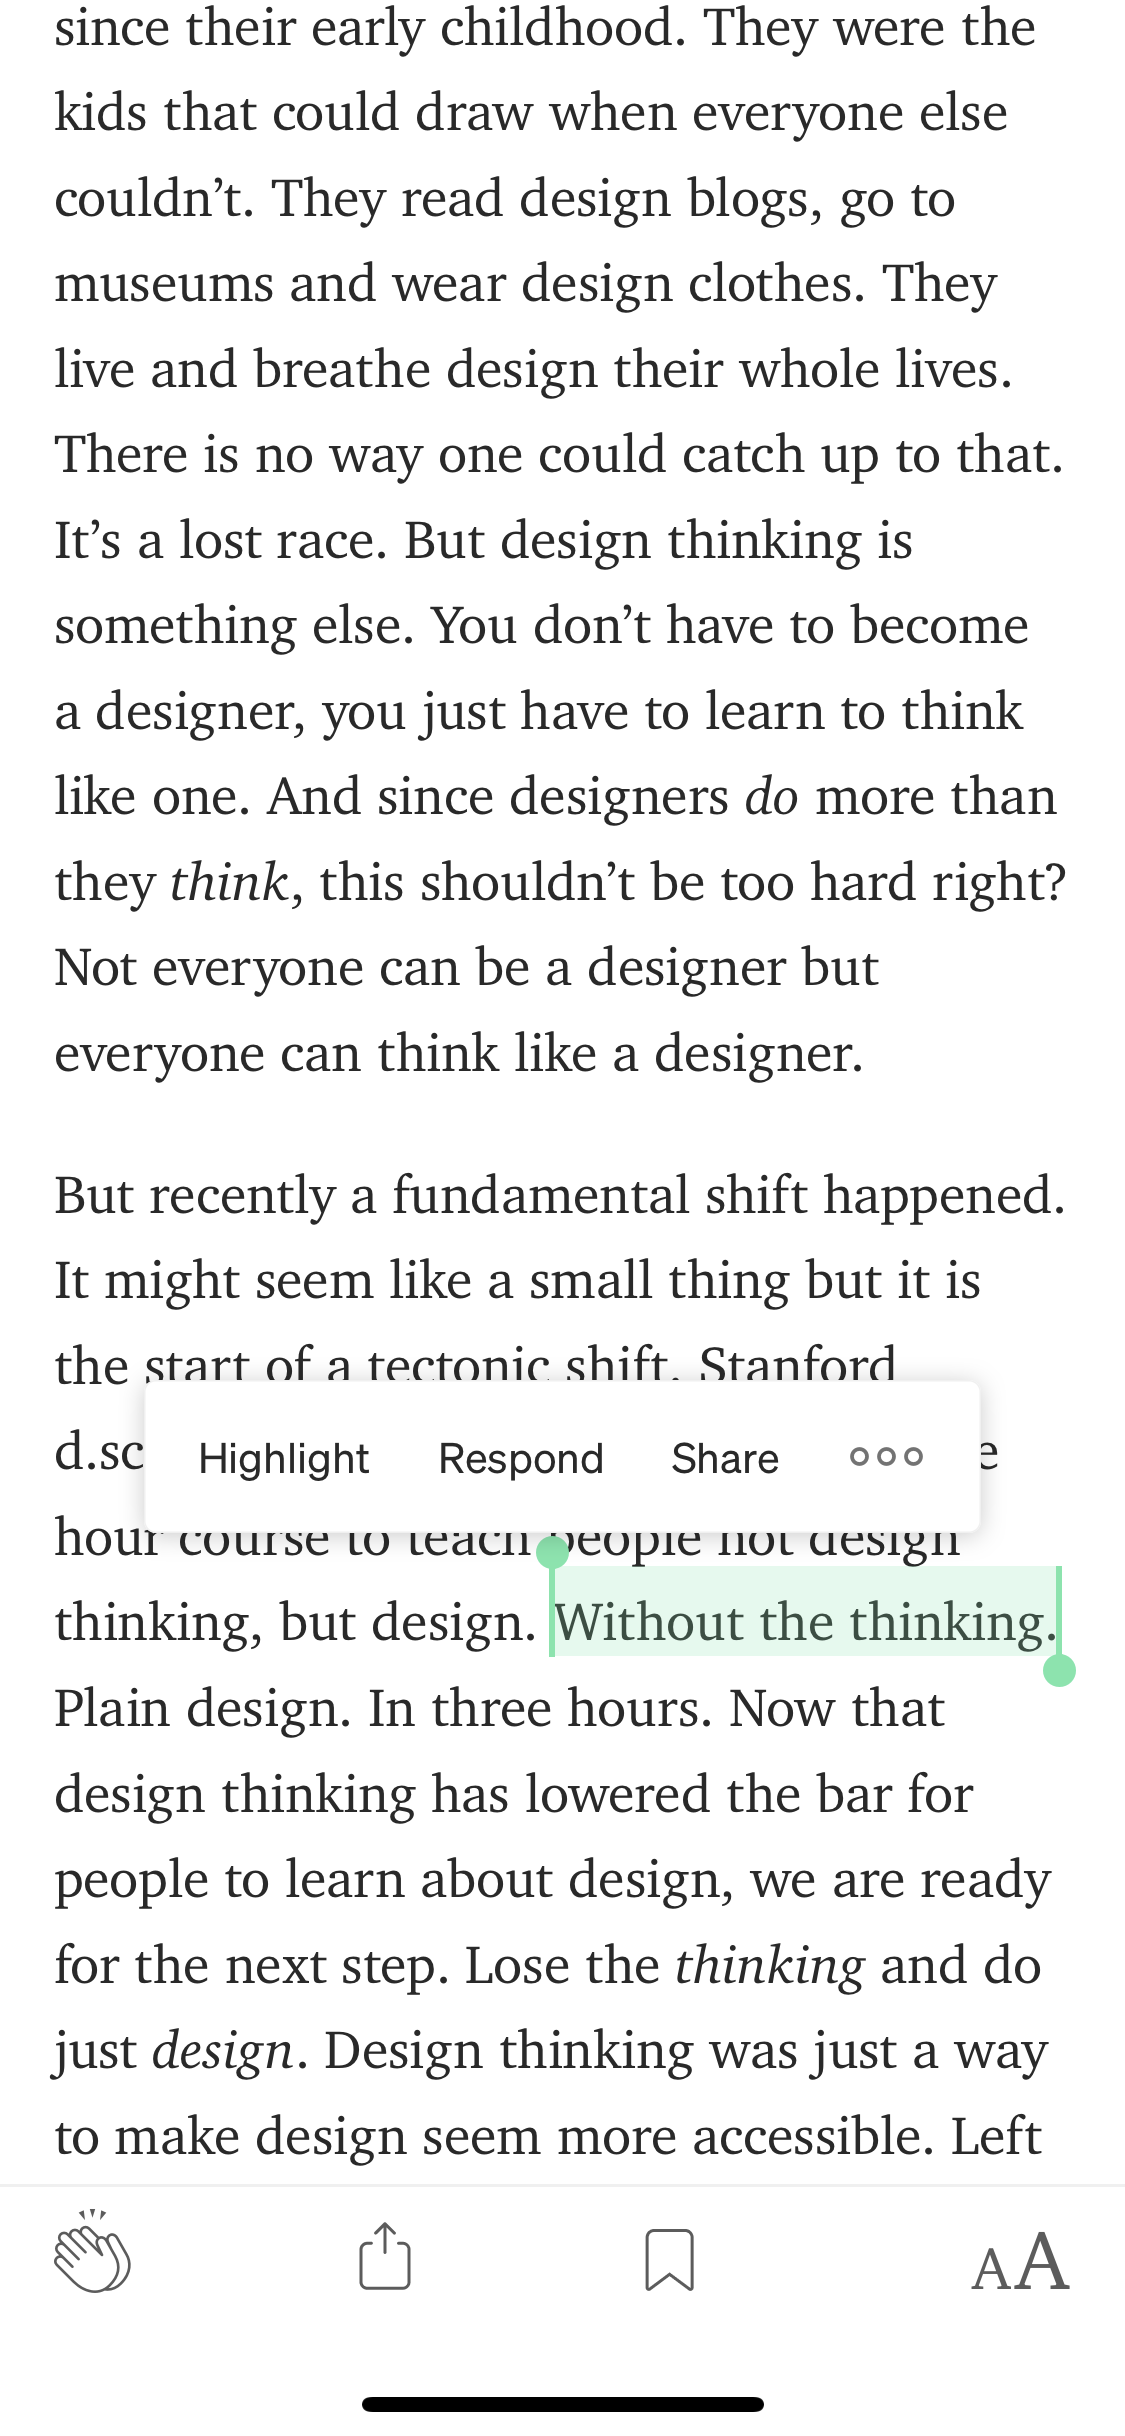 since their early childhood. They were the
kids that could draw when everyone else
couldn’t. They read design blogs, go to
museums and wear design clothes. They
live and breathe design their whole lives.
There is no way one could catch up to that.
It’s a lost race. But design thinking is
something else. You don’t have to become
a designer, you just have to learn to think
like one. And since designers do more than
they think, this shouldn’t be too hard right?
Not everyone can be a designer but
everyone can think like a designer.
But recently a fundamental shift happened.
It might seem like a small thing but it is
the start of a tectonic shift. Stanford
d.sc e
Highlight Respond Share
hour course to teach people not design
thinking, but design. Without the thinking.
Plain design. In three hours. Now that
design thinking has lowered the bar for
people to learn about design, we are ready
for the next step. Lose the thinking and do
just design. Design thinking was just a way
to make design seem more accessible. Left
AA